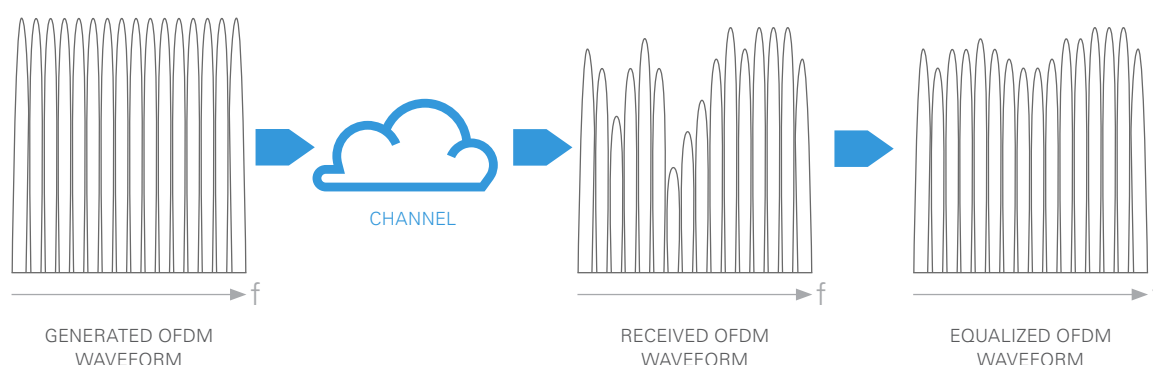 CHANNEL
f
f
GENERATED OFDM
WAVEFORM
RECEIVED OFDM
WAVEFORM
EQUALIZED OFDM
WAVEFORM